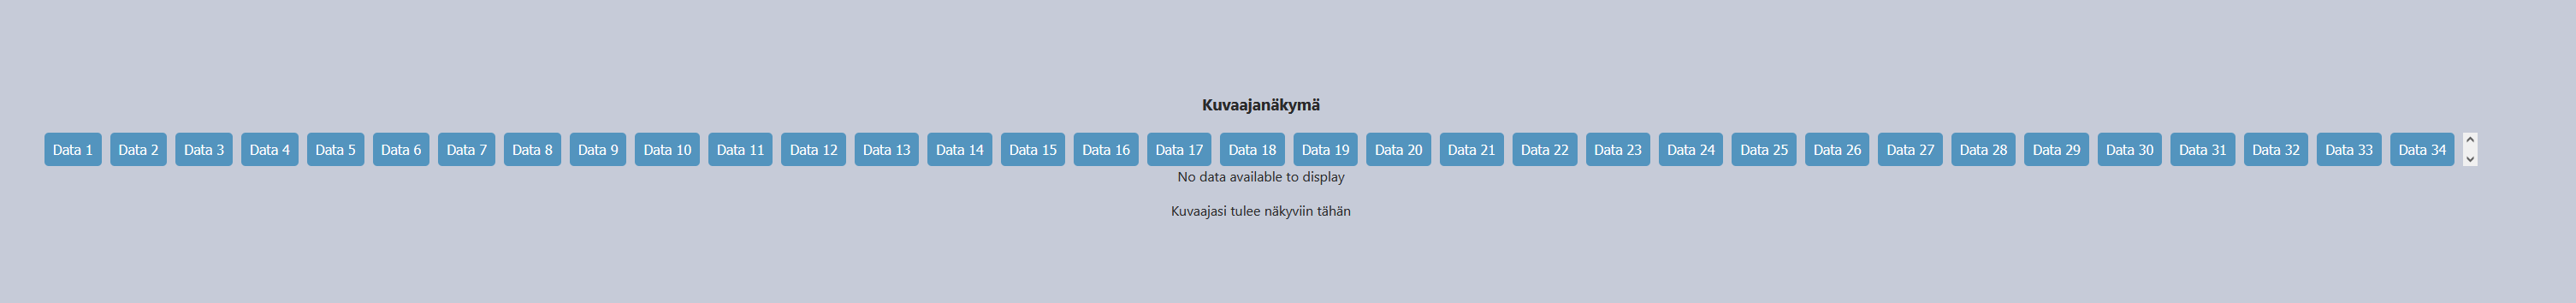 Kuvaajanäkymä
Data 1 Data 2 Data 3 Data 4 Data 5 Data 6 Data 7 Data 8 Data 9 Data 10 Data 11 Data 12 Data 13 Data 14 Data 15 Data 16 Data 17 Data 18 Data 19 Data 20 Data 21 Data 22 Data 23 Data 24 Data 25 Data 26 Data 27 Data 28 Data 29 Data 30 Data 31 Data 32 Data 33 Data 34
No data available to display
Kuvaajasi tulee näkyviin tähän